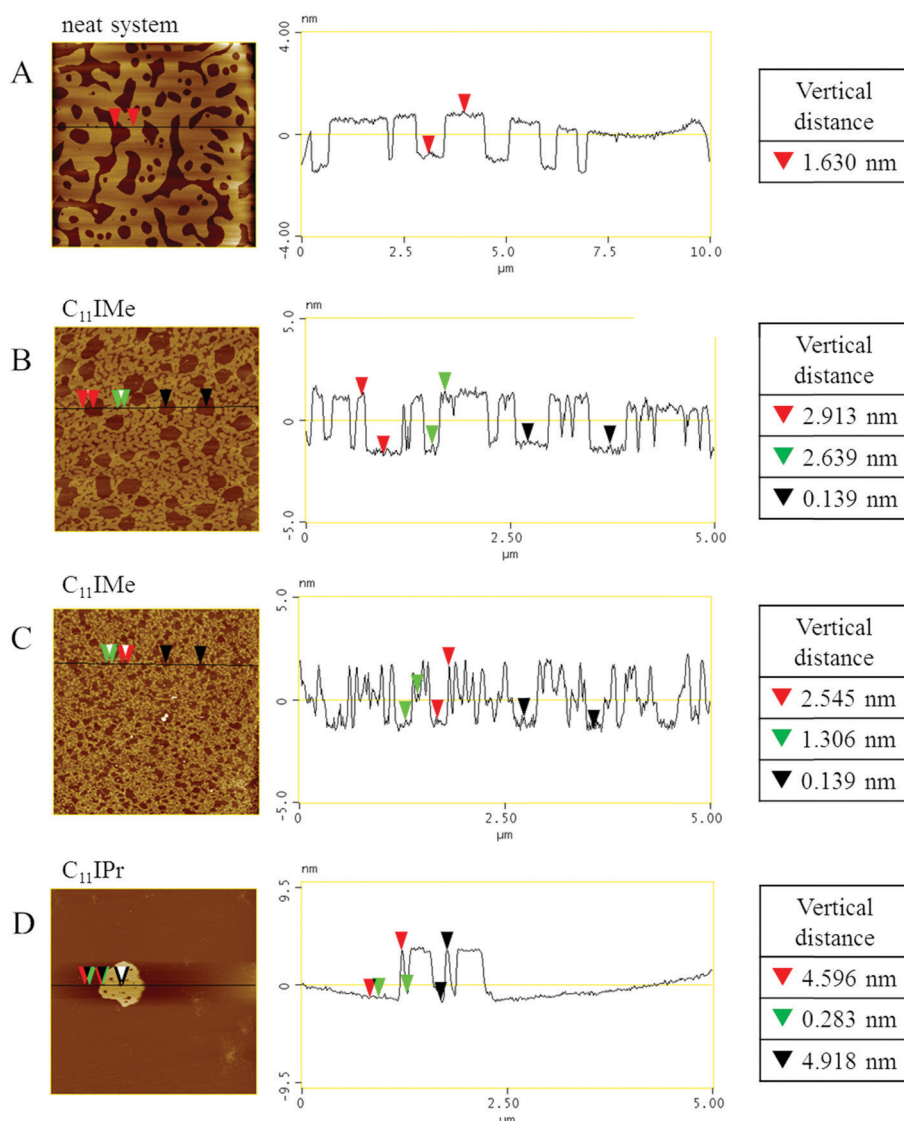 neat system
A
nm
4.00
0
-4.00
0
2.5
5.0
7.5
10.0
µm
Vertical
distance
1.630 nm
C₁₁IMe
B
nm
5.0
0
-5.0
0
2.50
5.00
µm
Vertical
distance
2.913 nm
2.639 nm
0.139 nm
C₁₁IMe
C
nm
5.0
0
-5.0
0
2.50
5.00
µm
Vertical
distance
2.545 nm
1.306 nm
0.139 nm
C₁₁IPr
D
nm
9.5
0
-9.5
0
2.50
5.00
µm
Vertical
distance
4.596 nm
0.283 nm
4.918 nm